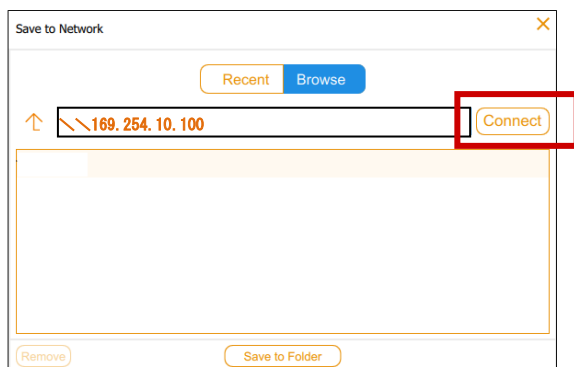 Save to Network
Recent Browse
\\169.254.10.100 Connect
Remove Save to Folder